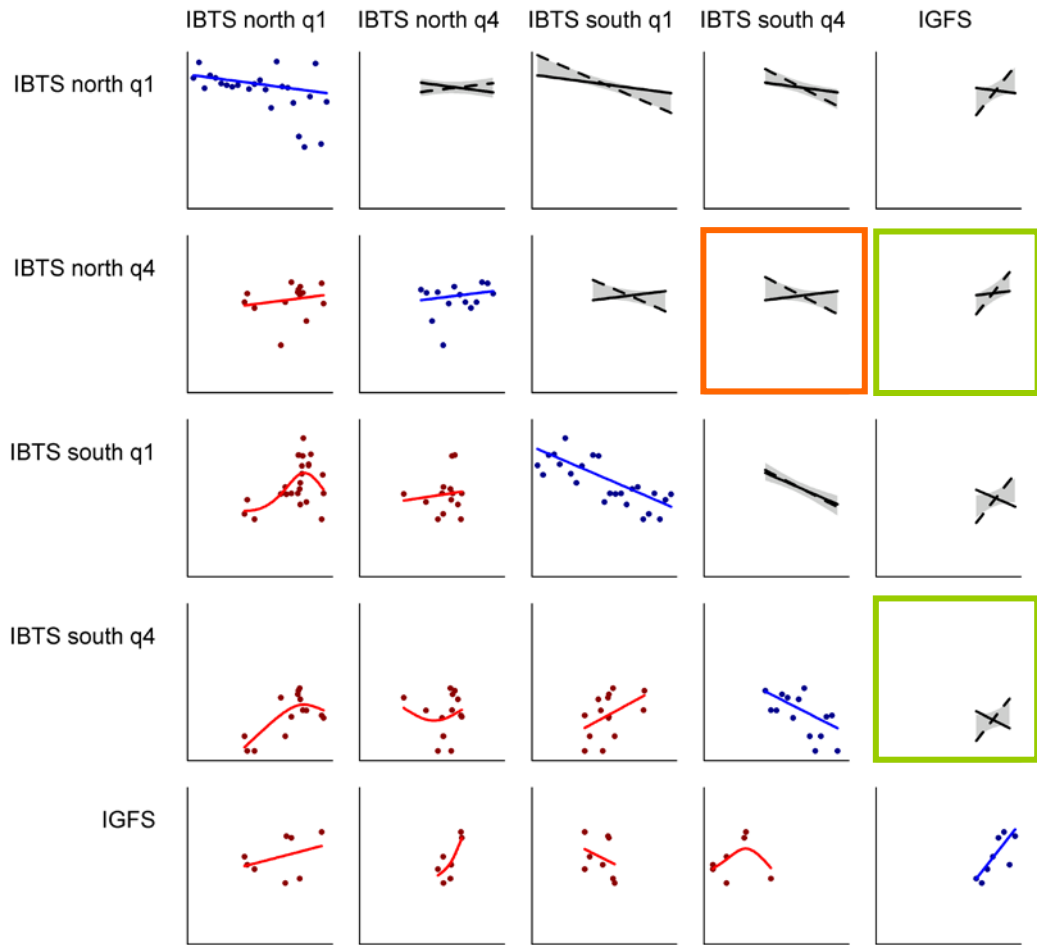 IBTS north q1 IBTS north q4 IBTS south q1 IBTS south q4 IGFS
IBTS north q1
IBTS north q4
IBTS south q1
IBTS south q4
IGFS